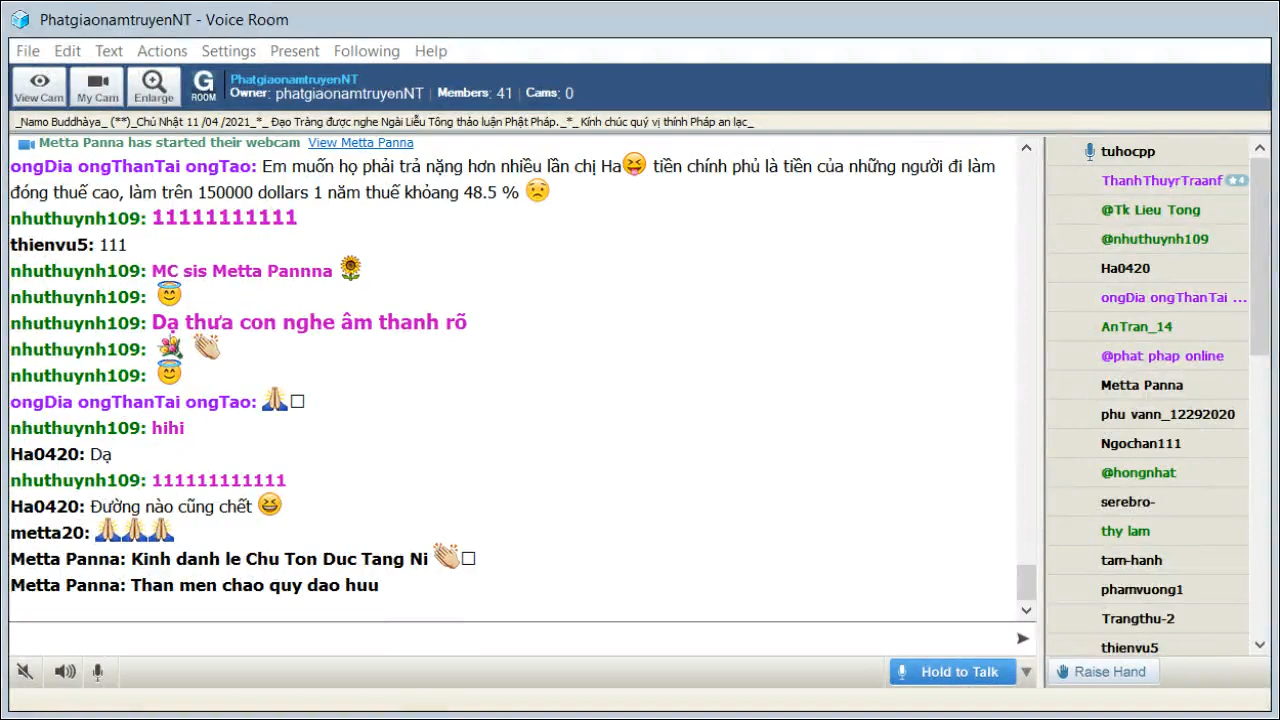 PhatgiaonamtruyenNT - Voice Room
File Edit Text Actions Settings Present Following Help
View Cam My Cam Enlarge G ROOM
PhatgiaonamtruyenNT
Owner: phatgiaonamtruyenNT | Members: 41 | Cams: 0
_Namo Buddhàya_ (**)_Chủ Nhật 11 /04 /2021_*_ Đạo Tràng được nghe Ngài Liễu Tông thảo luận Phật Pháp._*_ Kính chúc quý vị thính Pháp an lạc_
Metta Panna has started their webcam View Metta Panna
ongDia ongThanTai ongTao: Em muốn họ phải trả nặng hơn nhiều lần chị Ha😝 tiền chính phủ là tiền của những người đi làm
đóng thuế cao, làm trên 150000 dollars 1 năm thuế khỏang 48.5 % 😟
nhuthuynh109: 11111111111
thienvu5: 111
nhuthuynh109: MC sis Metta Pannna 🌻
nhuthuynh109: 😇
nhuthuynh109: Dạ thưa con nghe âm thanh rõ
nhuthuynh109: 💐 👏
nhuthuynh109: 😇
ongDia ongThanTai ongTao: 🙏□
nhuthuynh109: hihi
Ha0420: Dạ
nhuthuynh109: 111111111111
Ha0420: Đường nào cũng chết 😆
metta20: 🙏🙏🙏
Metta Panna: Kinh danh le Chu Ton Duc Tang Ni 👏□
Metta Panna: Than men chao quy dao huu
Hold to Talk
tuhocpp
ThanhThuyrTraanf ★4
@Tk Lieu Tong
@nhuthuynh109
Ha0420
ongDia ongThanTai ...
AnTran_14
@phat phap online
Metta Panna
phu vann_12292020
Ngochan111
@hongnhat
serebro-
thy lam
tam-hanh
phamvuong1
Trangthu-2
thienvu5
Raise Hand